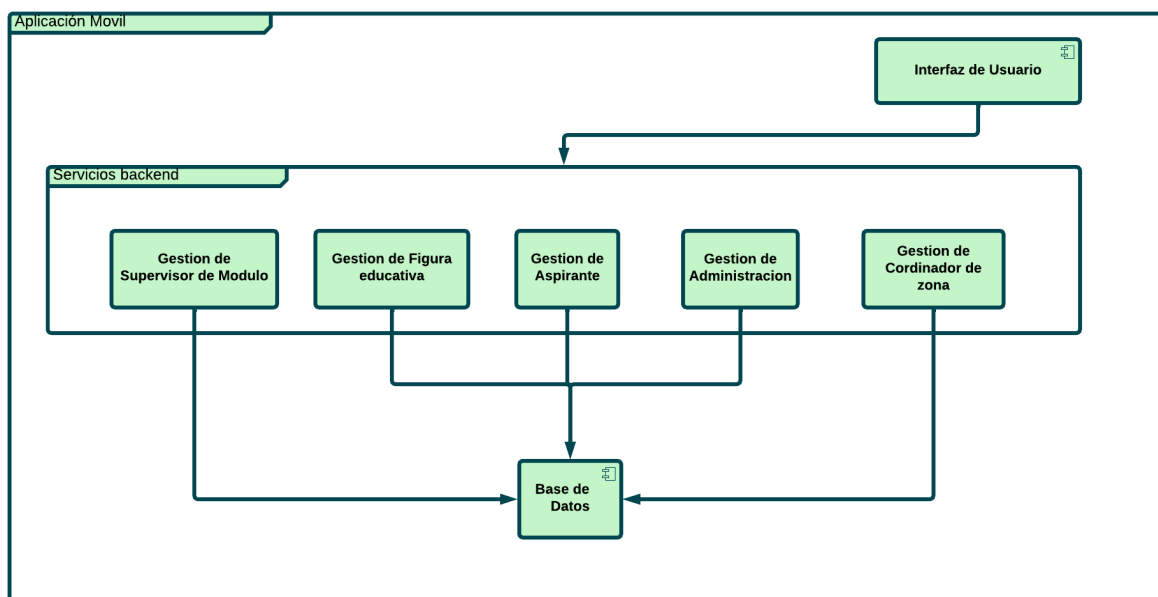 Aplicación Movil
Interfaz de Usuario
Servicios backend
Gestion de
Supervisor de Modulo
Gestion de Figura
educativa
Gestion de
Aspirante
Gestion de
Administracion
Gestion de
Cordinador de
zona
Base de
Datos